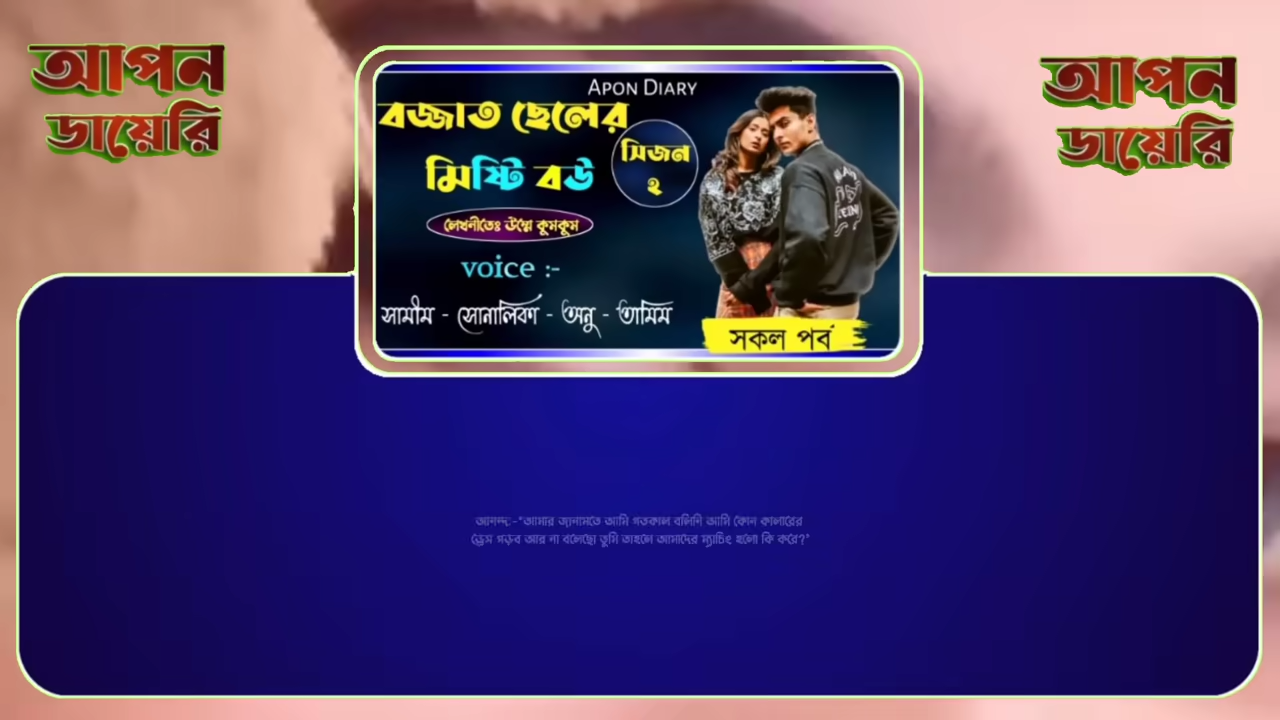 আপন
ডায়েরি
APON DIARY
বজ্জাত ছেলের
মিষ্টি বউ
সিজন
২
লেখনীতেঃ উম্মে কুমকুম
voice :-
সামীম - সোনালিকা - অনু - তামিম
সকল পর্ব
আপন
ডায়েরি
আনন্দ:-"আমার জানামতে আমি গতকাল বলিনি আমি কোন কালারের
ড্রেস পড়ব আর না বলেছো তুমি তাহলে আমাদের ম্যাচিং হলো কি করে?"